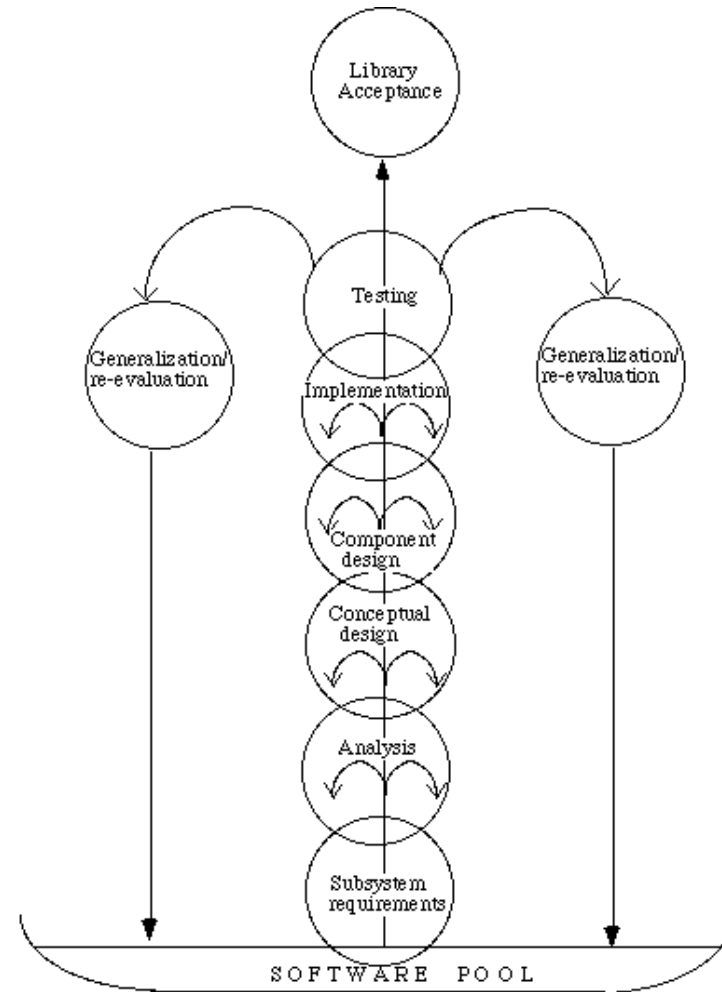 Library
Acceptance
Testing
Generalization/
re-evaluation
Generalization/
re-evaluation
Implementation
Component
design
Conceptual
design
Analysis
Subsystem
requirements
SOFTWARE POOL